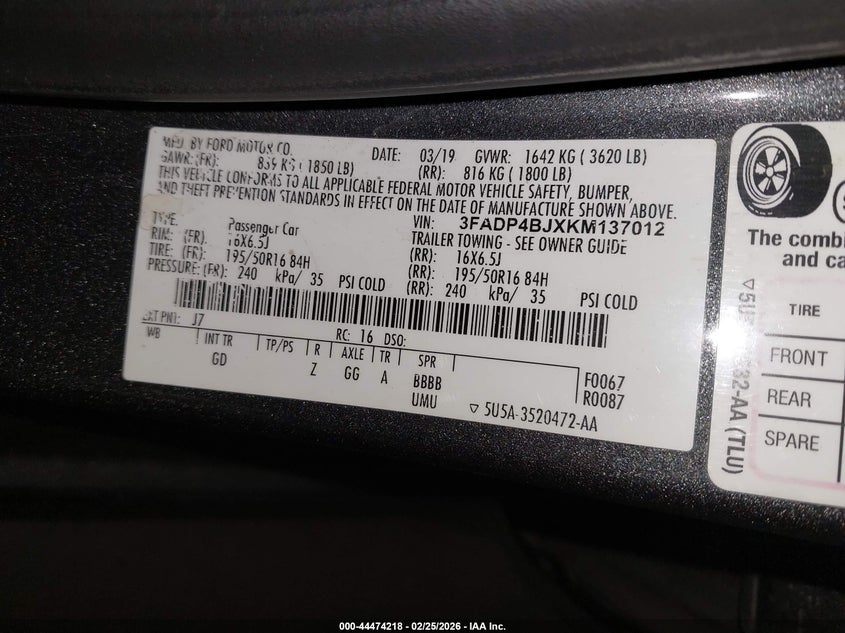 MFD. BY FORD MOTOR CO.
DATE: 03/19 GVWR: 1642 KG ( 3620 LB)
GAWR: (FR): 839 KG ( 1850 LB) (RR): 816 KG ( 1800 LB)
THIS VEHICLE CONFORMS TO ALL APPLICABLE FEDERAL MOTOR VEHICLE SAFETY, BUMPER,
AND THEFT PREVENTION STANDARDS IN EFFECT ON THE DATE OF MANUFACTURE SHOWN ABOVE.
VIN: 3FADP4BJXKM137012
TYPE: Passenger Car TRAILER TOWING - SEE OWNER GUIDE
RIM: (FR): 16X6.5J (RR): 16X6.5J
TIRE: (FR): 195/50R16 84H (RR): 195/50R16 84H
PRESSURE: (FR): 240 kPa/ 35 PSI COLD (RR): 240 kPa/ 35 PSI COLD
EXT PNT: J7 RC: 16 DSO:
WB INT TR TP/PS R AXLE TR SPR
GD Z GG A BBBB
UMU
F0067
R0087
▽ 5U5A-3520472-AA
The combi
and ca
TIRE
FRONT
REAR
SPARE
32-AA (TLU)
000-44474218 - 02/25/2026 - IAA Inc.